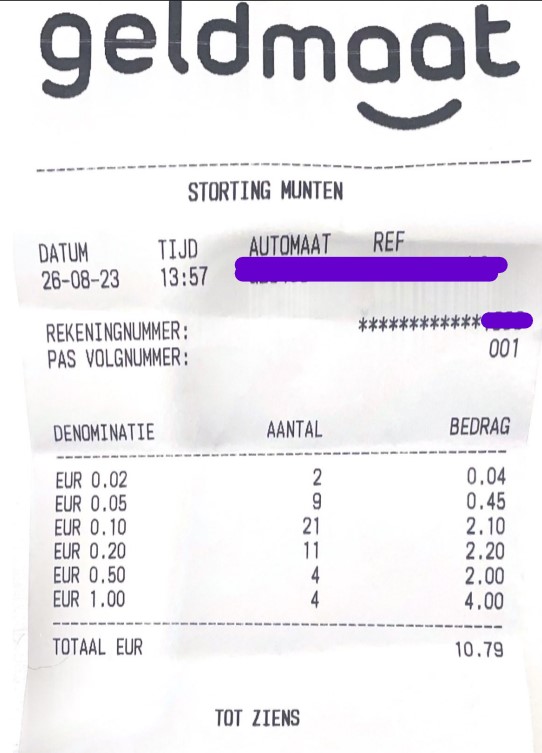 geldmaat
STORTING MUNTEN
DATUM TIJD AUTOMAAT REF
26-08-23 13:57
REKENINGNUMMER: ************
PAS VOLGNUMMER: 001
DENOMINATIE AANTAL BEDRAG
EUR 0.02 2 0.04
EUR 0.05 9 0.45
EUR 0.10 21 2.10
EUR 0.20 11 2.20
EUR 0.50 4 2.00
EUR 1.00 4 4.00
TOTAAL EUR 10.79
TOT ZIENS